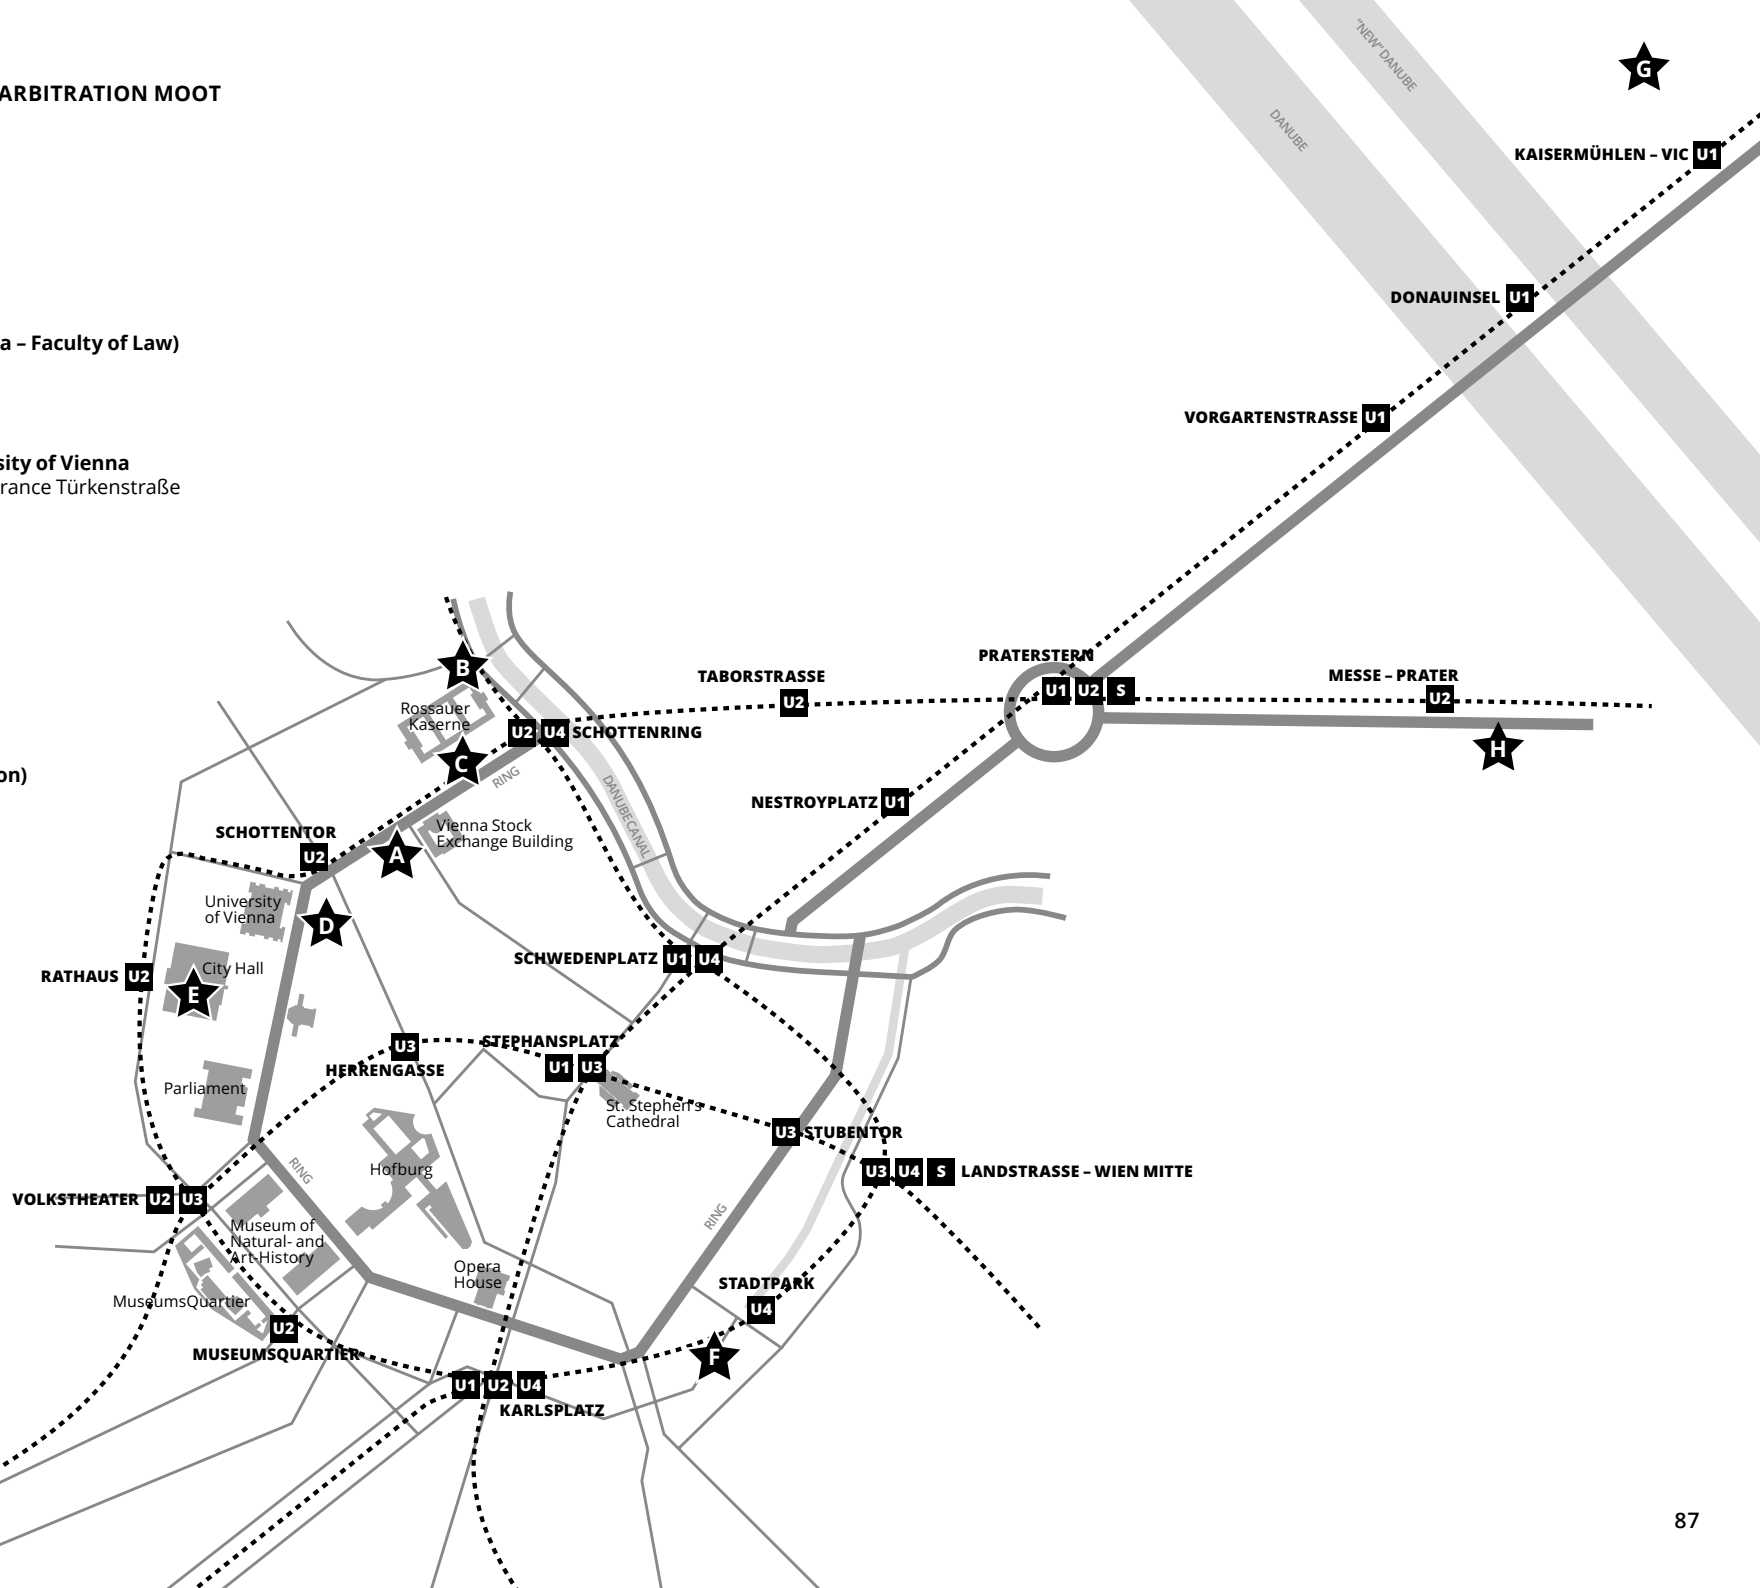 "NEW" DANUBE
G
ARBITRATION MOOT
DANUBE
KAISERMÜHLEN – VIC U1
DONAUINSEL U1
a – Faculty of Law)
VORGARTENSTRASSE U1
sity of Vienna
rance Türkenstraße
PRATERSTERN
U1 U2 S
B
TABORSTRASSE
U2
MESSE – PRATER
U2
Rossauer
Kaserne
U2 U4 SCHOTTENRING
H
C
RING
on)
DANUBECANAL
NESTROYPLATZ U1
Vienna Stock
Exchange Building
SCHOTTENTOR
U2
A
University
of Vienna
D
SCHWEDENPLATZ U1 U4
City Hall
RATHAUS U2
E
STEPHANSPLATZ
U1 U3
U3
HERRENGASSE
Parliament
St. Stephen's
Cathedral
U3 STUBENTOR
Hofburg
RING
U3 U4 S LANDSTRASSE – WIEN MITTE
VOLKSTHEATER U2 U3
RING
Museum of
Natural- and
Art-History
Opera
House
STADTPARK
U4
MuseumsQuartier
U2
MUSEUMSQUARTIER
F
U1 U2 U4
KARLSPLATZ
87